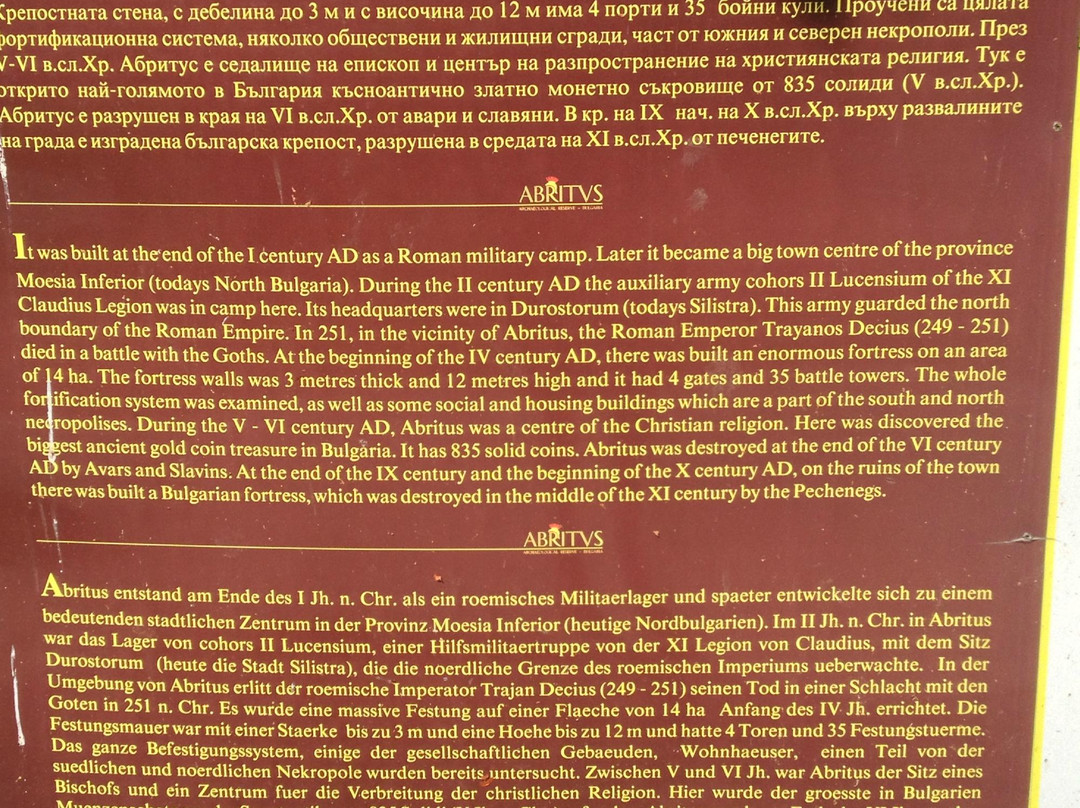 Крепостната стена, с дебелина до 3 м и с височина до 12 м има 4 порти и 35 бойни кули. Проучени са цялата
фортификационна система, няколко обществени и жилищни сгради, част от южния и северен некрополи. През
V-VI в.сл.Хр. Абритус е седалище на епископ и център на разпространение на християнската религия. Тук е
открито най-голямото в България късноантично златно монетно съкровище от 835 солиди (V в.сл.Хр.).
Абритус е разрушен в края на VI в.сл.Хр. от авари и славяни. В кр. на IX нач. на X в.сл.Хр. върху развалините
на града е изградена българска крепост, разрушена в средата на XI в.сл.Хр. от печенегите.
ABRITVS
ARCHAEOLOGICAL RESERVE - BULGARIA
It was built at the end of the I century AD as a Roman military camp. Later it became a big town centre of the province
Moesia Inferior (todays North Bulgaria). During the II century AD the auxiliary army cohors II Lucensium of the XI
Claudius Legion was in camp here. Its headquarters were in Durostorum (todays Silistra). This army guarded the north
boundary of the Roman Empire. In 251, in the vicinity of Abritus, the Roman Emperor Trayanos Decius (249 - 251)
died in a battle with the Goths. At the beginning of the IV century AD, there was built an enormous fortress on an area
of 14 ha. The fortress walls was 3 metres thick and 12 metres high and it had 4 gates and 35 battle towers. The whole
fortification system was examined, as well as some social and housing buildings which are a part of the south and north
necropolises. During the V - VI century AD, Abritus was a centre of the Christian religion. Here was discovered the
biggest ancient gold coin treasure in Bulgaria. It has 835 solid coins. Abritus was destroyed at the end of the VI century
AD by Avars and Slavins. At the end of the IX century and the beginning of the X century AD, on the ruins of the town
there was built a Bulgarian fortress, which was destroyed in the middle of the XI century by the Pechenegs.
ABRITVS
ARCHAEOLOGICAL RESERVE - BULGARIA
Abritus entstand am Ende des I Jh. n. Chr. als ein roemisches Militaerlager und spaeter entwickelte sich zu einem
bedeutenden stadtlichen Zentrum in der Provinz Moesia Inferior (heutige Nordbulgarien). Im II Jh. n. Chr. in Abritus
war das Lager von cohors II Lucensium, einer Hilfsmilitaertruppe von der XI Legion von Claudius, mit dem Sitz
Durostorum (heute die Stadt Silistra), die die noerdliche Grenze des roemischen Imperiums ueberwachte. In der
Umgebung von Abritus erlitt der roemische Imperator Trajan Decius (249 - 251) seinen Tod in einer Schlacht mit den
Goten in 251 n. Chr. Es wurde eine massive Festung auf einer Flaeche von 14 ha Anfang des IV Jh. errichtet. Die
Festungsmauer war mit einer Staerke bis zu 3 m und eine Hoehe bis zu 12 m und hatte 4 Toren und 35 Festungstuerme.
Das ganze Befestigungssystem, einige der gesellschaftlichen Gebaeuden, Wohnhaeuser, einen Teil von der
suedlichen und noerdlichen Nekropole wurden bereits untersucht. Zwischen V und VI Jh. war Abritus der Sitz eines
Bischofs und ein Zentrum fuer die Verbreitung der christlichen Religion. Hier wurde der groesste in Bulgarien